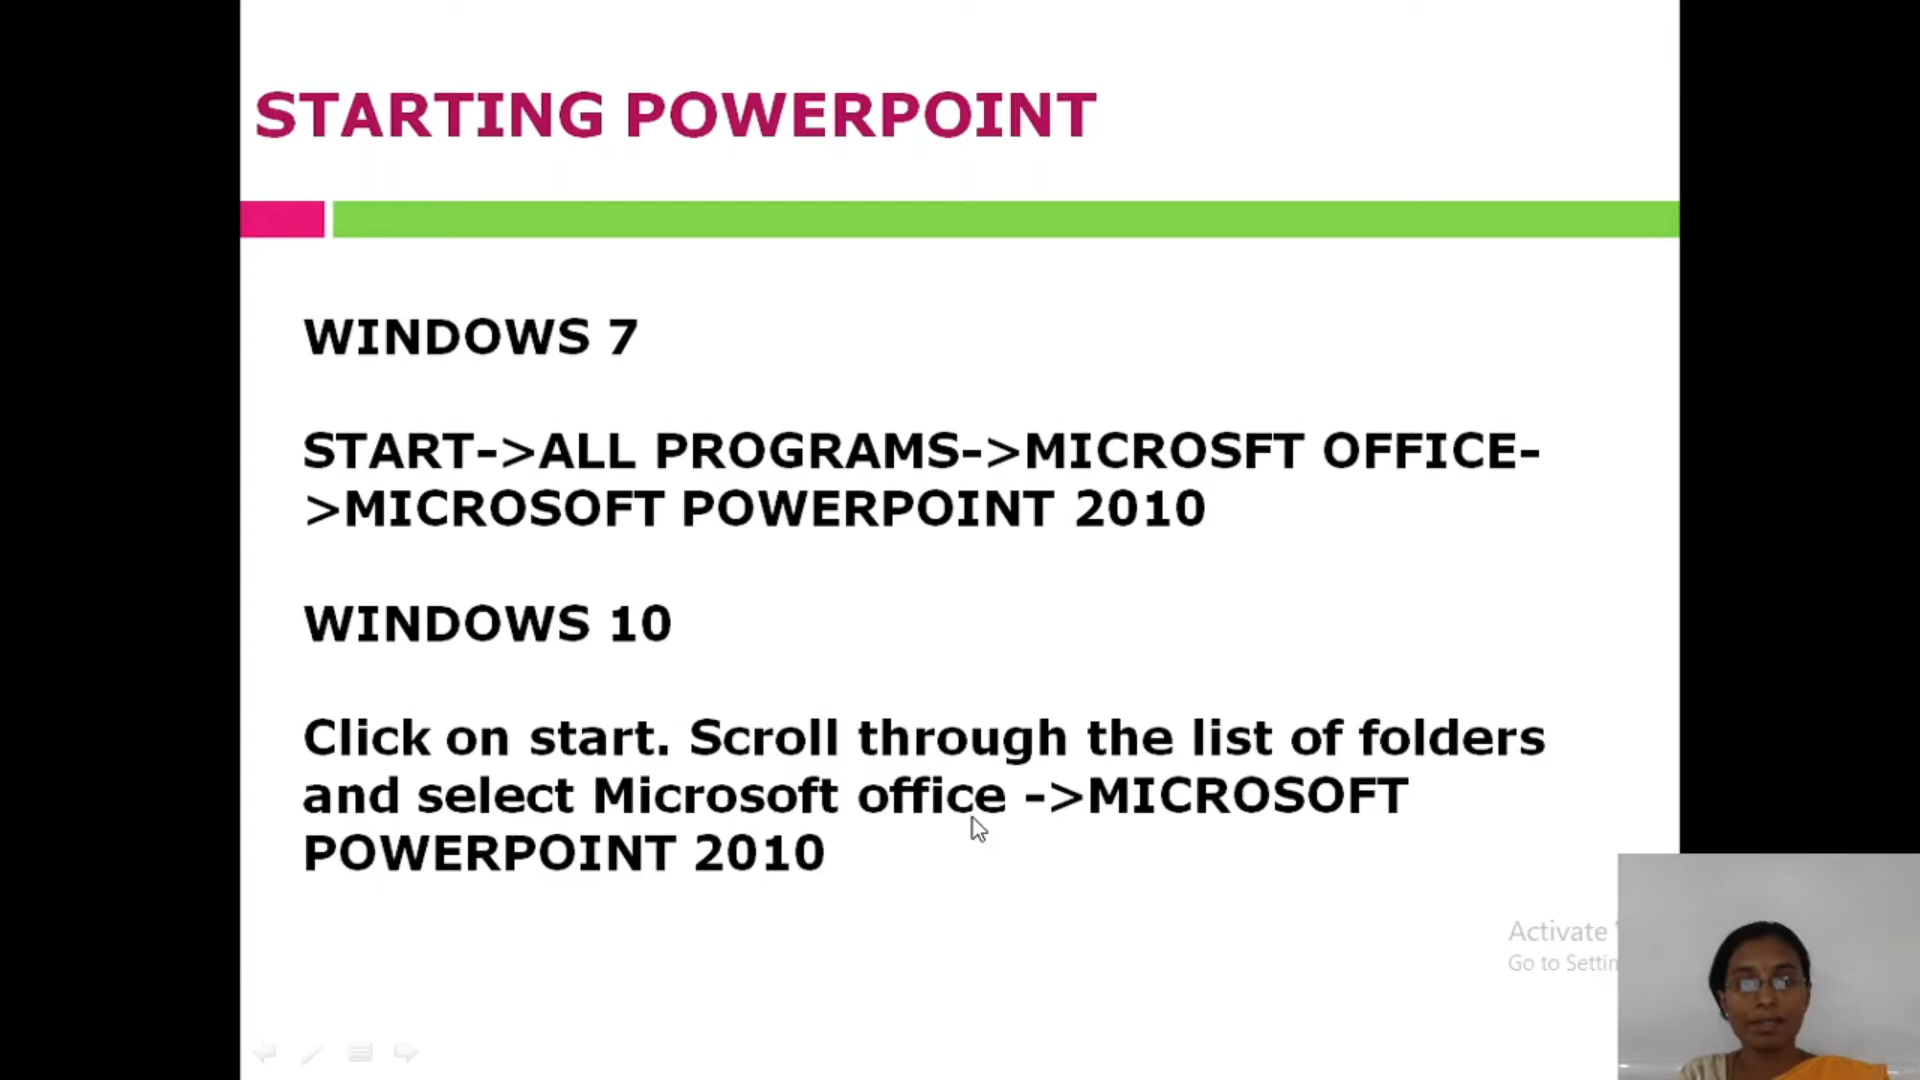 STARTING POWERPOINT
WINDOWS 7
START->ALL PROGRAMS->MICROSFT OFFICE-
>MICROSOFT POWERPOINT 2010
WINDOWS 10
Click on start. Scroll through the list of folders
and select Microsoft office ->MICROSOFT
POWERPOINT 2010
Activate
Go to Settin